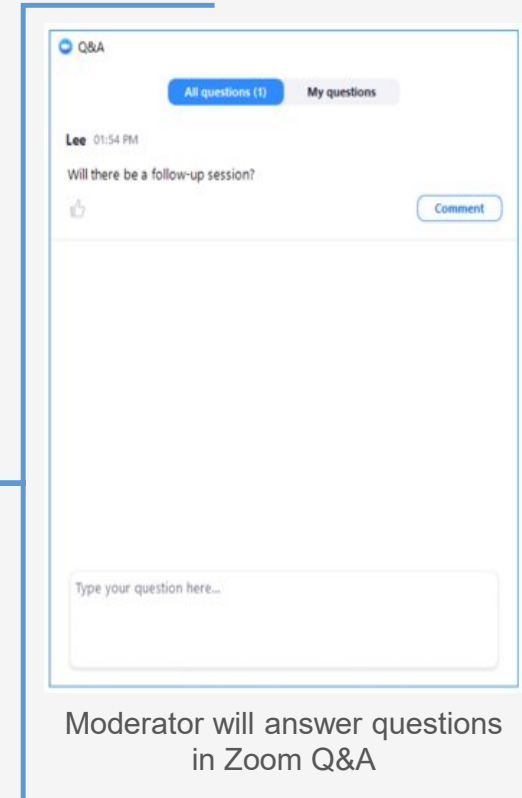 Q&A
All questions (1) My questions
Lee 01:54 PM
Will there be a follow-up session?
Comment
Type your question here...
Moderator will answer questions
in Zoom Q&A